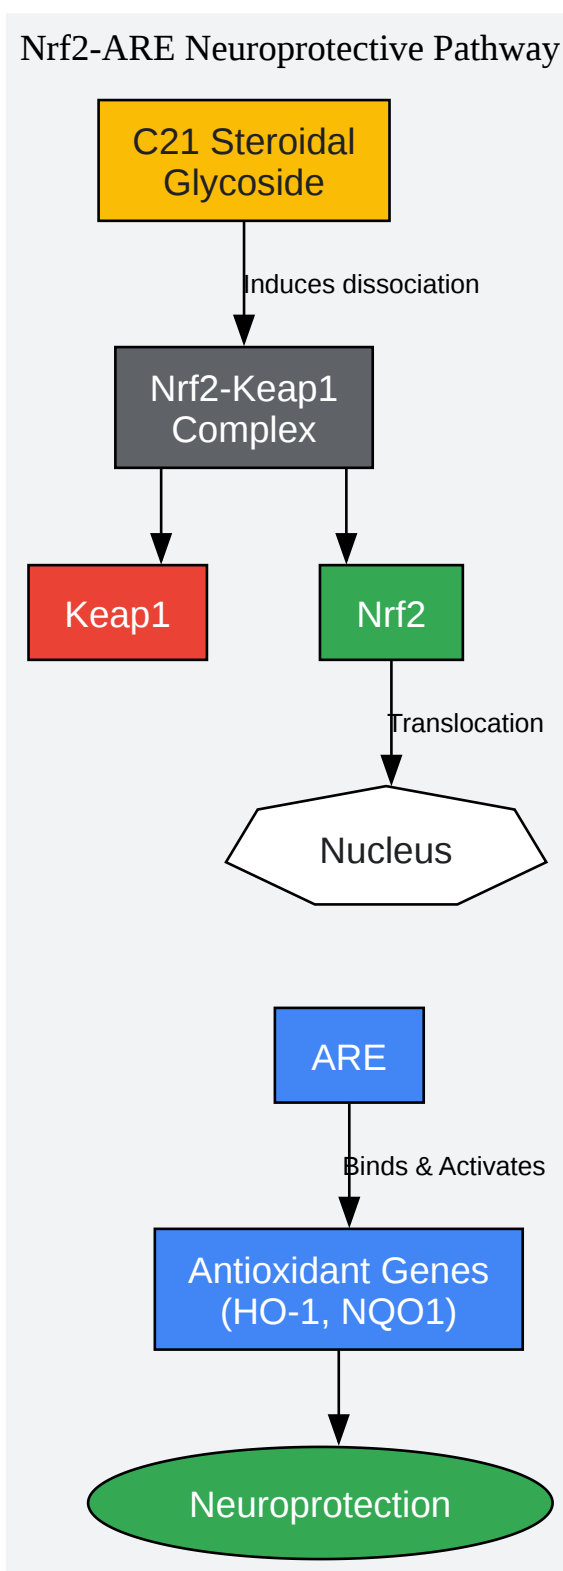 Nrf2-ARE Neuroprotective Pathway
C21 Steroidal
Glycoside
Induces dissociation
Nrf2-Keap1
Complex
Keap1
Nrf2
Translocation
Nucleus
ARE
Binds & Activates
Antioxidant Genes
(HO-1, NQO1)
Neuroprotection